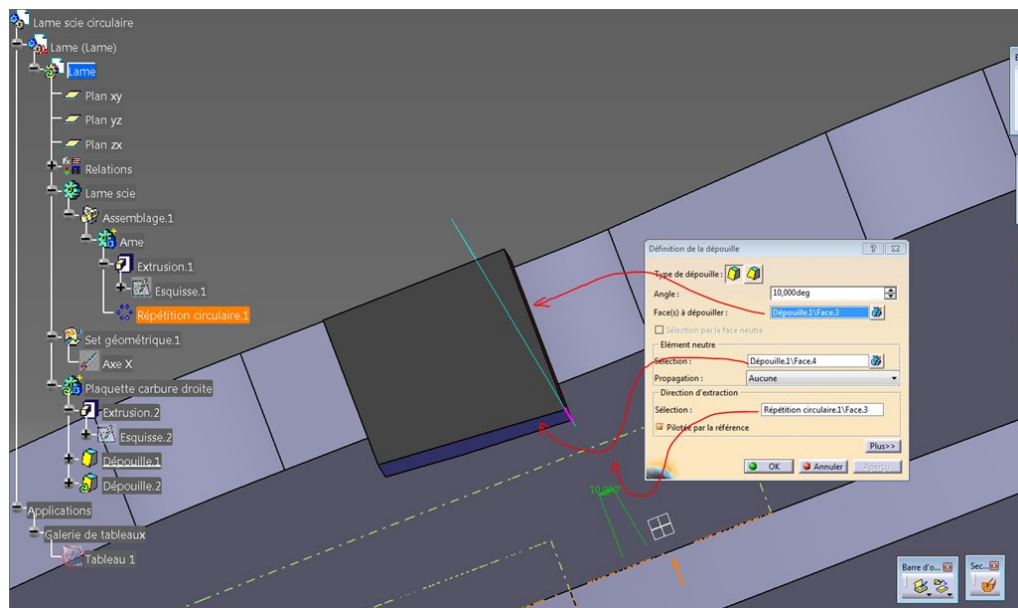 Lame scie circulaire
Lame (Lame)
Lame
Plan xy
Plan yz
Plan zx
Relations
Lame scie
Assemblage.1
Ame
Extrusion.1
Esquisse.1
Répétition circulaire.1
Set géométrique.1
Axe X
Plaquette carbure droite
Extrusion.2
Esquisse.2
Dépouille.1
Dépouille.2
Applications
Galerie de tableaux
Tableau 1
Définition de la dépouille
Type de dépouille :
Angle : 10,000deg
Face(s) à dépouiller : Dépouille.1\Face.3
Sélection par la face neutre
Elément neutre
Sélection : Dépouille.1\Face.4
Propagation : Aucune
Direction d'extraction
Sélection : Répétition circulaire.1\Face.3
Pilotée par la référence
Plus>>
OK Annuler Aperçu
10,000°
Barre d'o... Sec...